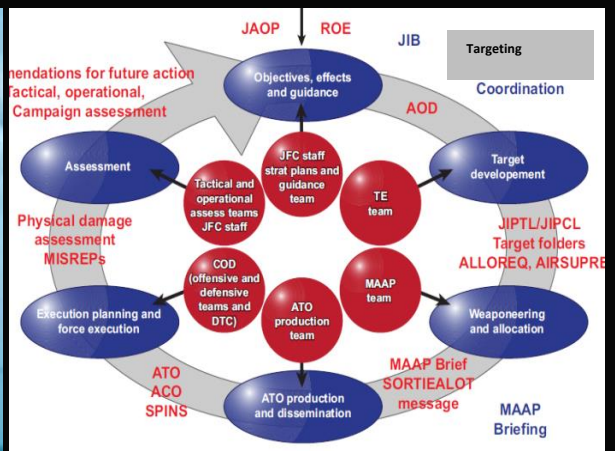 JAOP
ROE
JIB
Targeting
Objectives, effects
and guidance
Coordination
mendations for future action
Tactical, operational,
Campaign assessment
AOD
Assessment
Tactical and
operational
assess teams
JFC staff
JFC staff
strat plans and
guidance
team
TE
team
Target
developement
Physical damage
assessment
MISREPs
JIPTL/JIPCL
Target folders
ALLOREQ, AIRSUPRE
COD
(offensive and
defensive
teams and
DTC)
ATO
production
team
MAAP
team
Execution planning and
force execution
Weaponeering
and allocation
ATO
ACO
SPINS
MAAP Brief
SORTIEALOT
message
ATO production
and dissemination
MAAP
Briefing